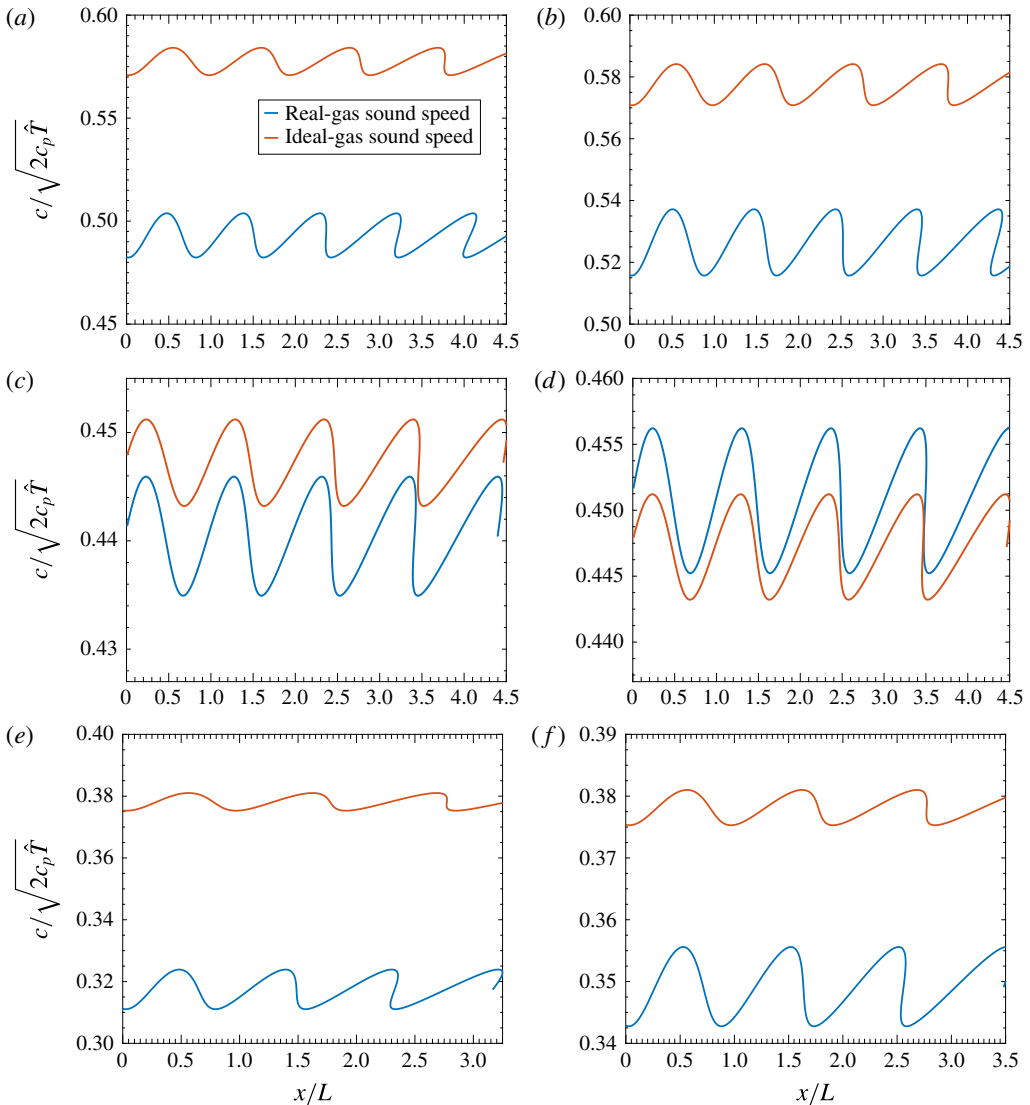 (a)
0.60
0.55
0.50
0.45
c/√2c_pT̂
Real-gas sound speed
Ideal-gas sound speed
0 0.5 1.0 1.5 2.0 2.5 3.0 3.5 4.0 4.5
(b)
0.60
0.58
0.56
0.54
0.52
0.50
0 0.5 1.0 1.5 2.0 2.5 3.0 3.5 4.0 4.5
(c)
0.45
0.44
0.43
c/√2c_pT̂
0 0.5 1.0 1.5 2.0 2.5 3.0 3.5 4.0 4.5
(d)
0.460
0.455
0.450
0.445
0.440
0 0.5 1.0 1.5 2.0 2.5 3.0 3.5 4.0 4.5
(e)
0.40
0.38
0.36
0.34
0.32
0.30
c/√2c_pT̂
0 0.5 1.0 1.5 2.0 2.5 3.0
x/L
(f)
0.39
0.38
0.37
0.36
0.35
0.34
0 0.5 1.0 1.5 2.0 2.5 3.0 3.5
x/L